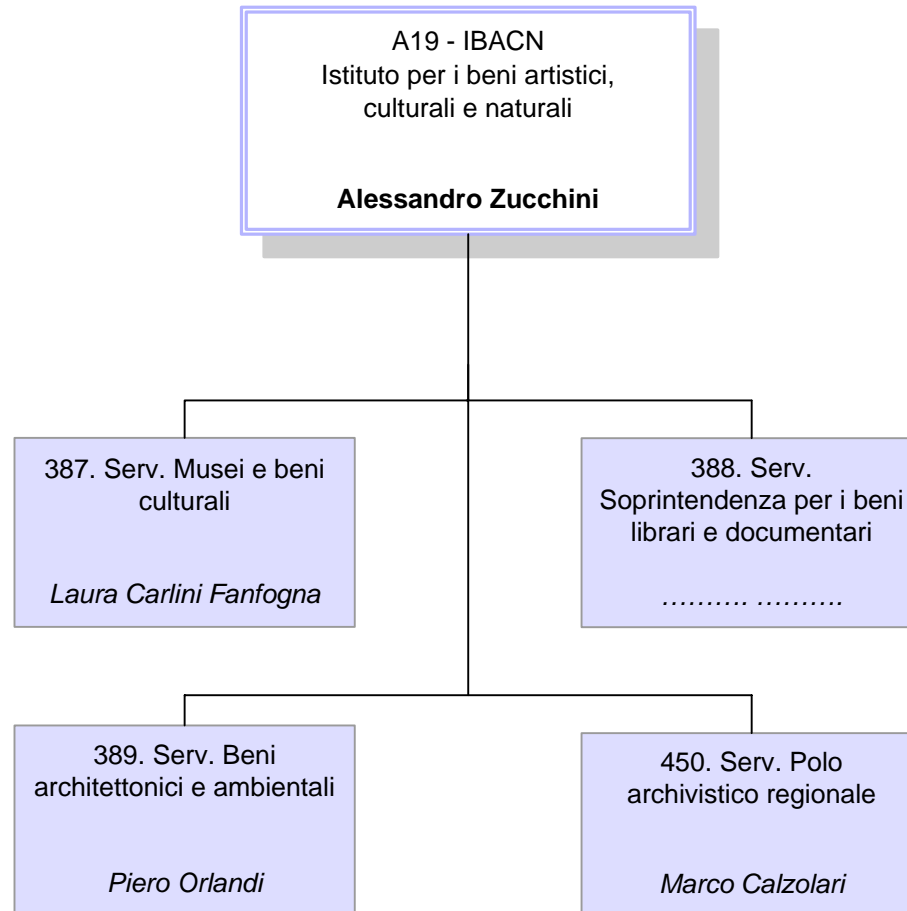 A19 - IBACN
Istituto per i beni artistici,
culturali e naturali
Alessandro Zucchini
387. Serv. Musei e beni
culturali
Laura Carlini Fanfogna
388. Serv.
Soprintendenza per i beni
librari e documentari
………. ……….
389. Serv. Beni
architettonici e ambientali
Piero Orlandi
450. Serv. Polo
archivistico regionale
Marco Calzolari